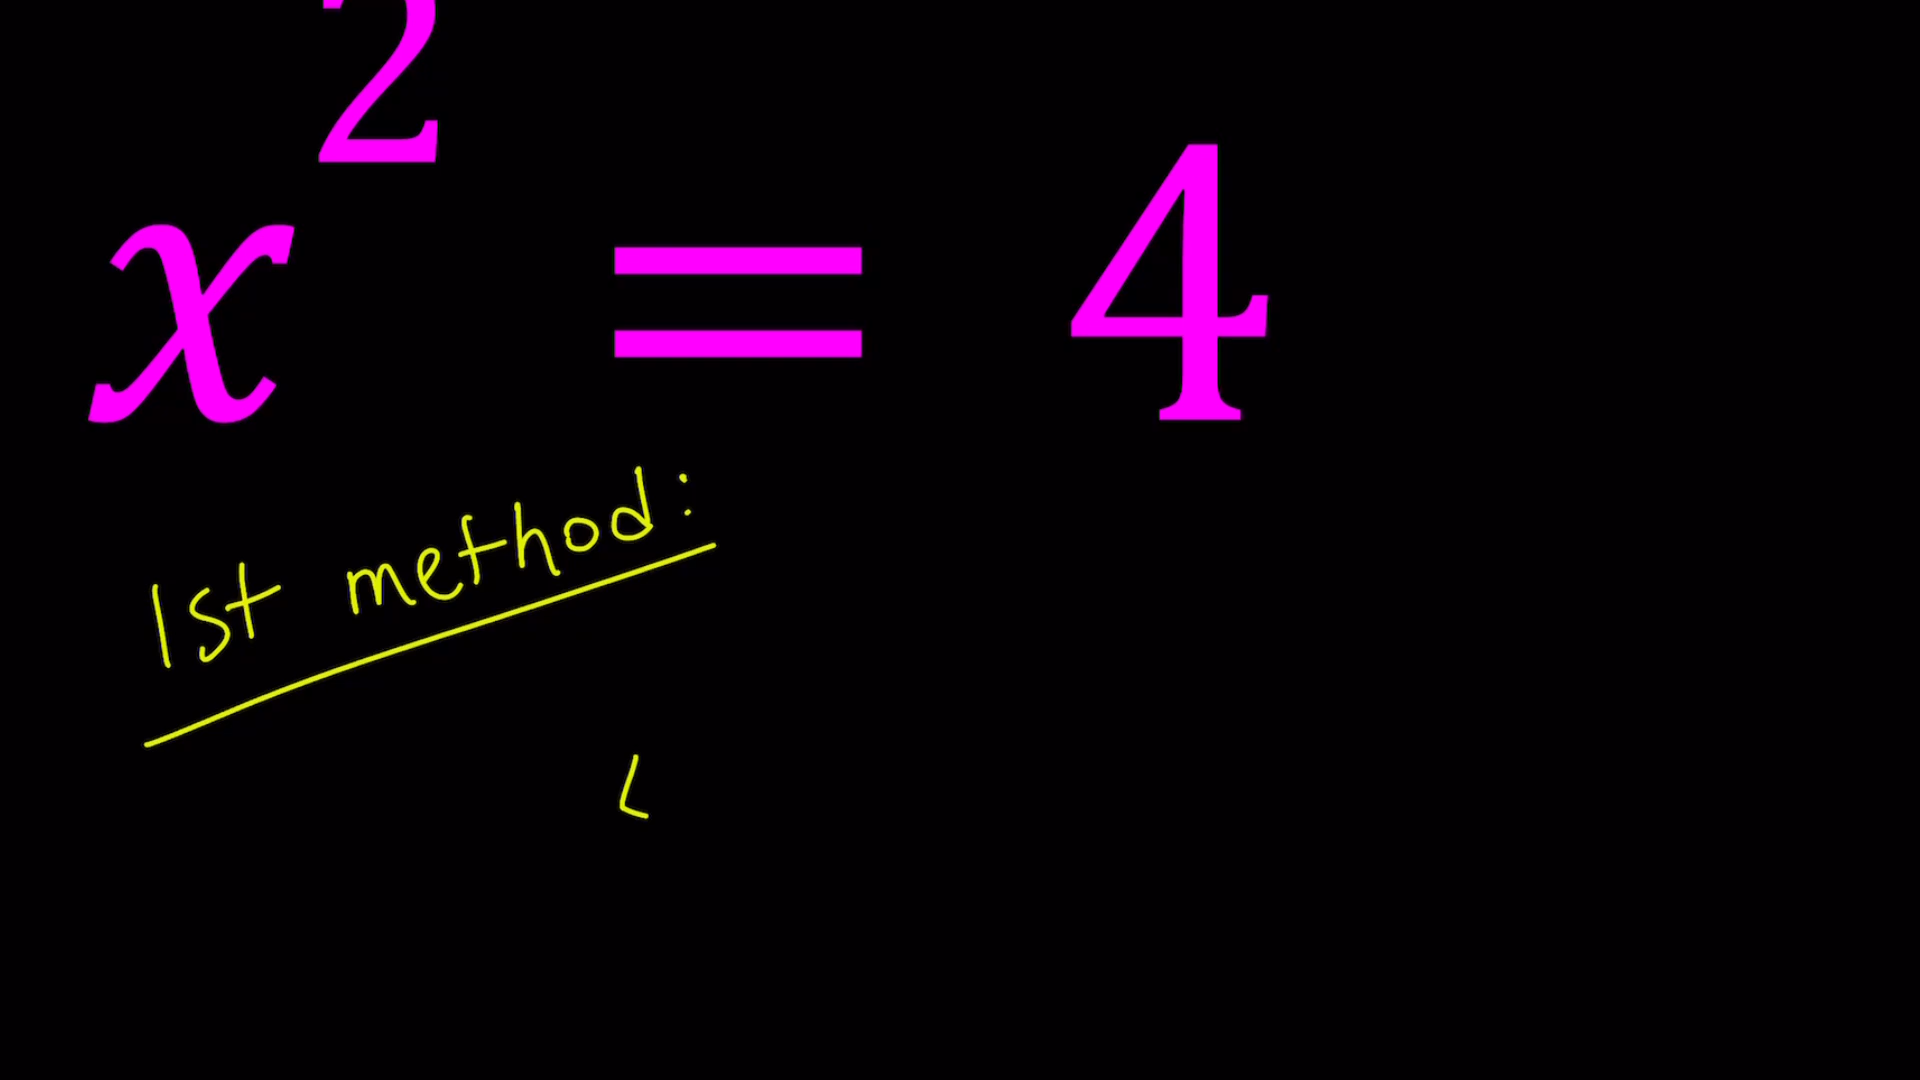 x² = 4
1st method: